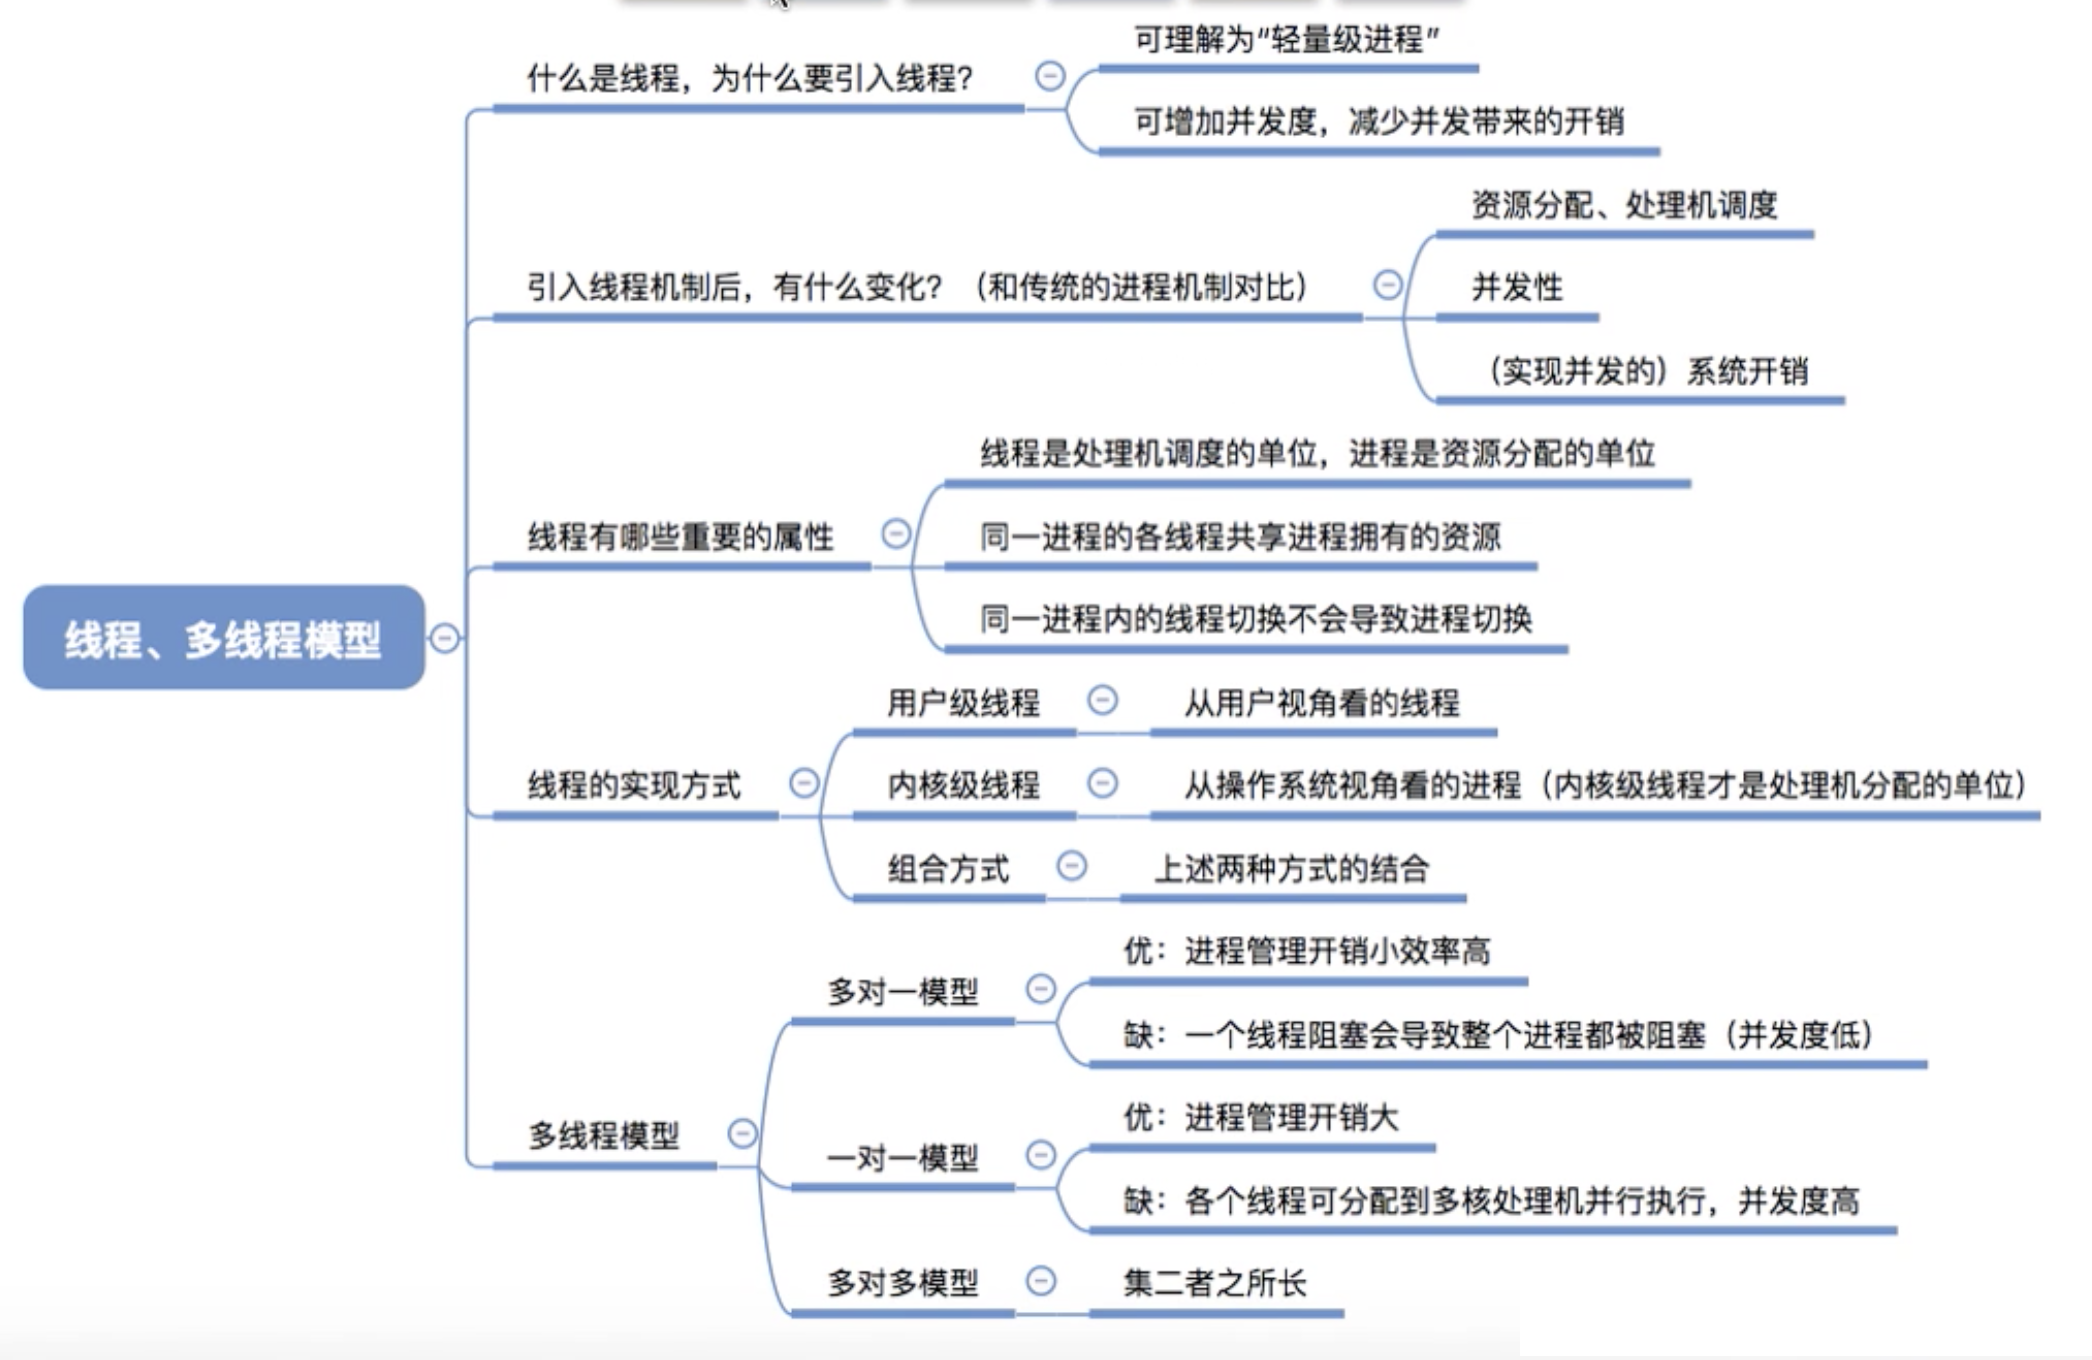 线程、多线程模型
什么是线程，为什么要引入线程？
可理解为“轻量级进程”
可增加并发度，减少并发带来的开销
引入线程机制后，有什么变化？（和传统的进程机制对比）
资源分配、处理机调度
并发性
（实现并发的）系统开销
线程有哪些重要的属性
线程是处理机调度的单位，进程是资源分配的单位
同一进程的各线程共享进程拥有的资源
同一进程内的线程切换不会导致进程切换
线程的实现方式
用户级线程
从用户视角看的线程
内核级线程
从操作系统视角看的进程（内核级线程才是处理机分配的单位）
组合方式
上述两种方式的结合
多线程模型
多对一模型
优：进程管理开销小效率高
缺：一个线程阻塞会导致整个进程都被阻塞（并发度低）
一对一模型
优：进程管理开销大
缺：各个线程可分配到多核处理机并行执行，并发度高
多对多模型
集二者之所长